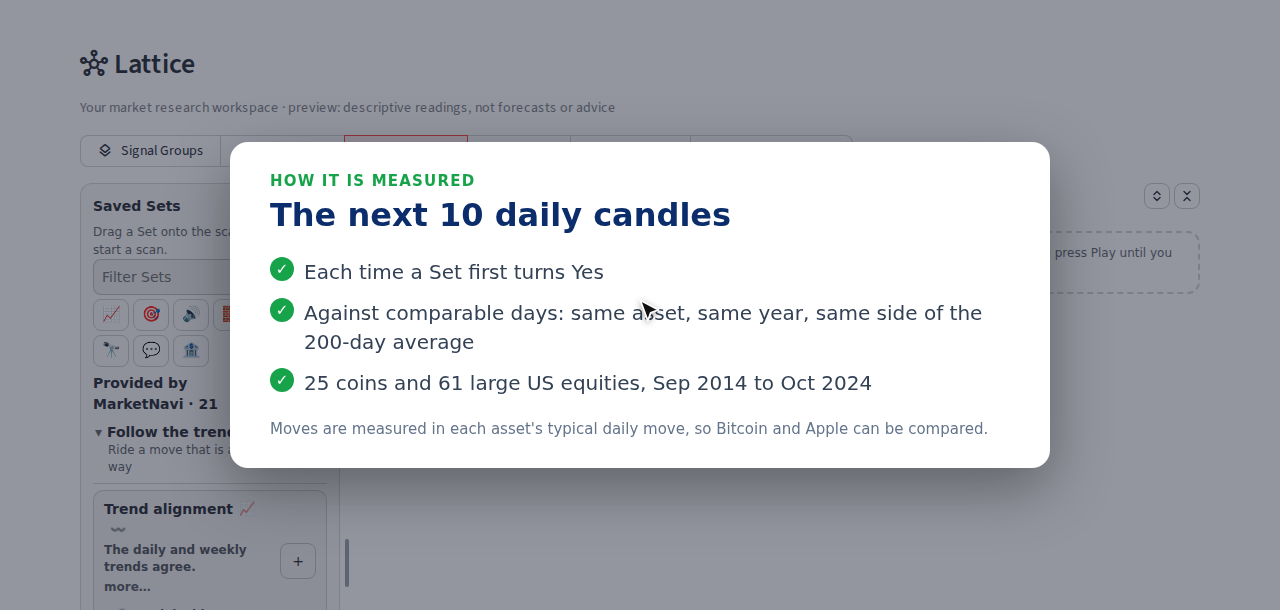 Lattice
Your market research workspace · preview: descriptive readings, not forecasts or advice
Signal Groups
Saved Sets
Drag a Set onto the
start a scan.
Filter Sets
Provided by
MarketNavi · 21
Follow the trend
Ride a move that is
way
Trend alignment
The daily and weekly
trends agree.
more...
+
press Play until you
HOW IT IS MEASURED
The next 10 daily candles
Each time a Set first turns Yes
Against comparable days: same asset, same year, same side of the
200-day average
25 coins and 61 large US equities, Sep 2014 to Oct 2024
Moves are measured in each asset's typical daily move, so Bitcoin and Apple can be compared.